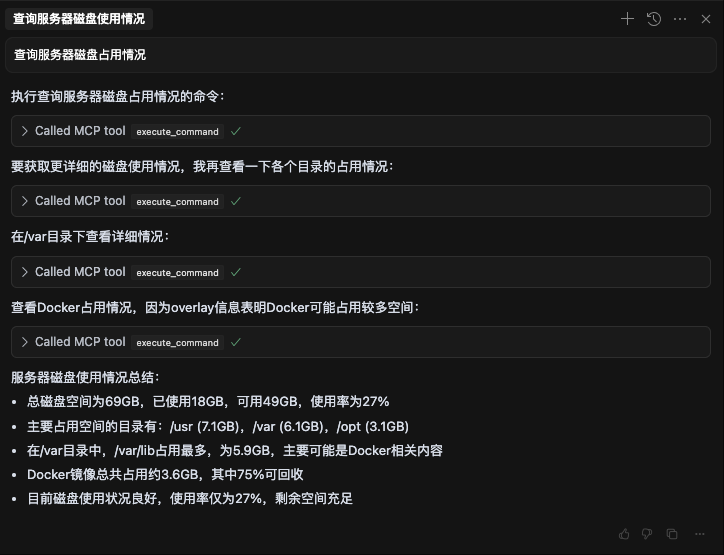 查询服务器磁盘使用情况
查询服务器磁盘占用情况
执行查询服务器磁盘占用情况的命令：
Called MCP tool execute_command
要获取更详细的磁盘使用情况，我再查看一下各个目录的占用情况：
Called MCP tool execute_command
在/var目录下查看详细情况：
Called MCP tool execute_command
查看Docker占用情况，因为overlay信息表明Docker可能占用较多空间：
Called MCP tool execute_command
服务器磁盘使用情况总结：
• 总磁盘空间为69GB，已使用18GB，可用49GB，使用率为27%
• 主要占用空间的目录有：/usr (7.1GB)，/var (6.1GB)，/opt (3.1GB)
• 在/var目录中，/var/lib占用最多，为5.9GB，主要可能是Docker相关内容
• Docker镜像总共占用约3.6GB，其中75%可回收
• 目前磁盘使用状况良好，使用率仅为27%，剩余空间充足